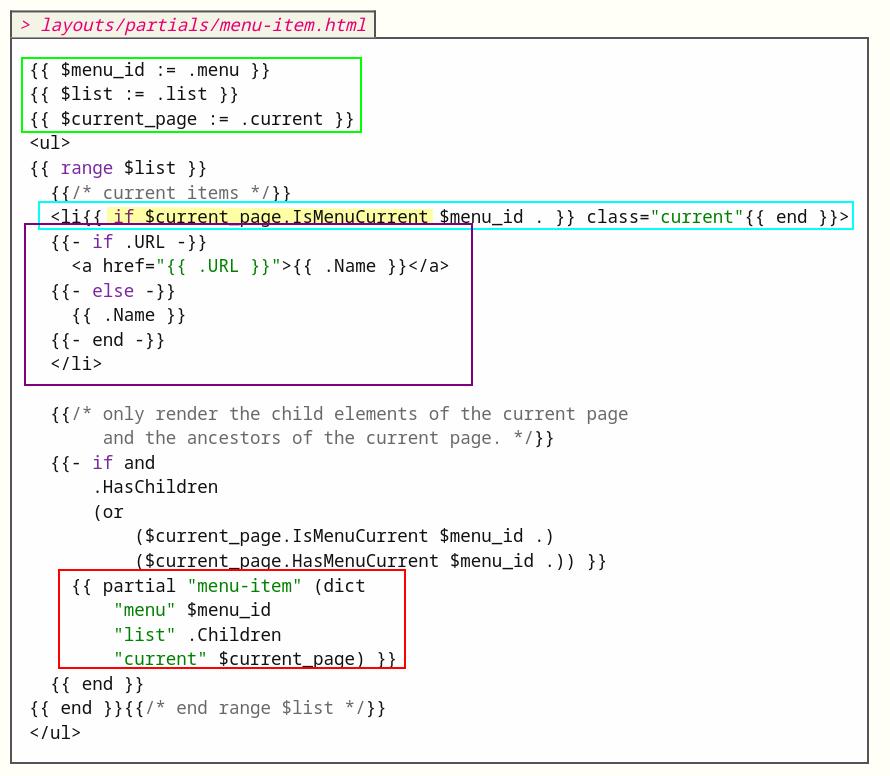 > layouts/partials/menu-item.html
{{ $menu_id := .menu }}
{{ $list := .list }}
{{ $current_page := .current }}
<ul>
{{ range $list }}
  {{/* current items */}}
  <li{{ if $current_page.IsMenuCurrent $menu_id . }} class="current"{{ end }}>
  {{- if .URL -}}
    <a href="{{ .URL }}">{{ .Name }}</a>
  {{- else -}}
    {{ .Name }}
  {{- end -}}
  </li>
  {{/* only render the child elements of the current page
       and the ancestors of the current page. */}}
  {{- if and
      .HasChildren
      (or
          ($current_page.IsMenuCurrent $menu_id .)
          ($current_page.HasMenuCurrent $menu_id .)) }}
    {{ partial "menu-item" (dict
        "menu" $menu_id
        "list" .Children
        "current" $current_page) }}
  {{ end }}
{{ end }}{{/* end range $list */}}
</ul>